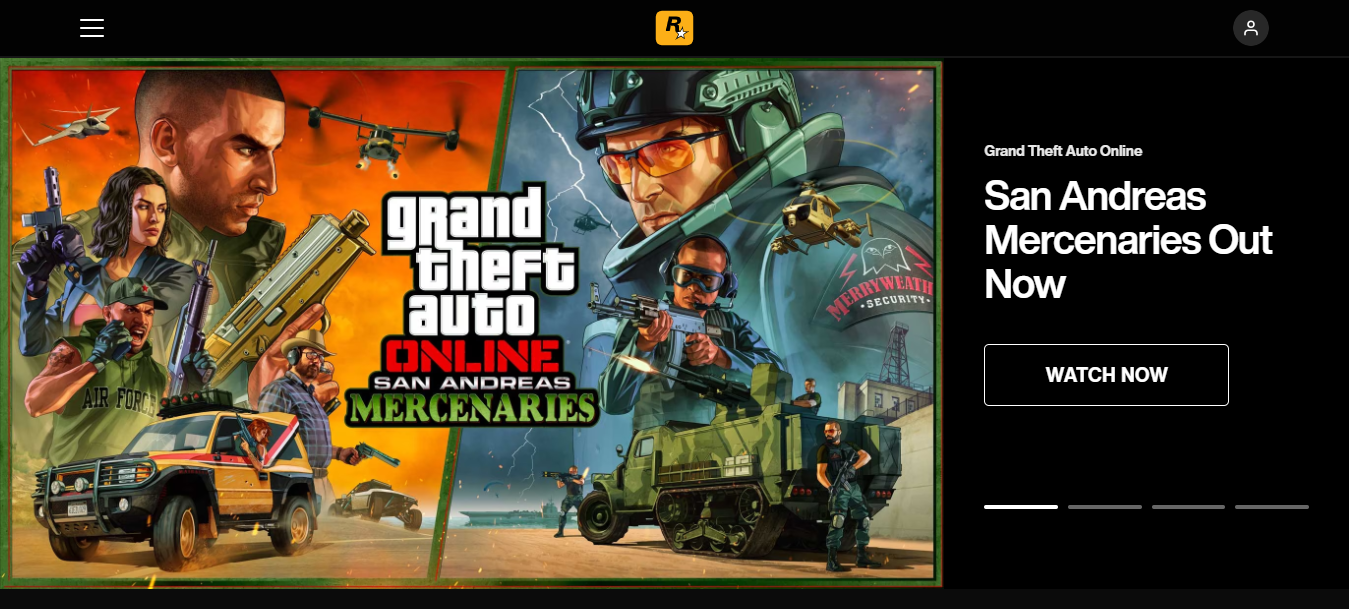 R
grand
theft
auto
ONLINE
SAN ANDREAS
MERCENARIES
AIR FORCE
MERRYWEATH
SECURITY
Grand Theft Auto Online
San Andreas
Mercenaries Out
Now
WATCH NOW